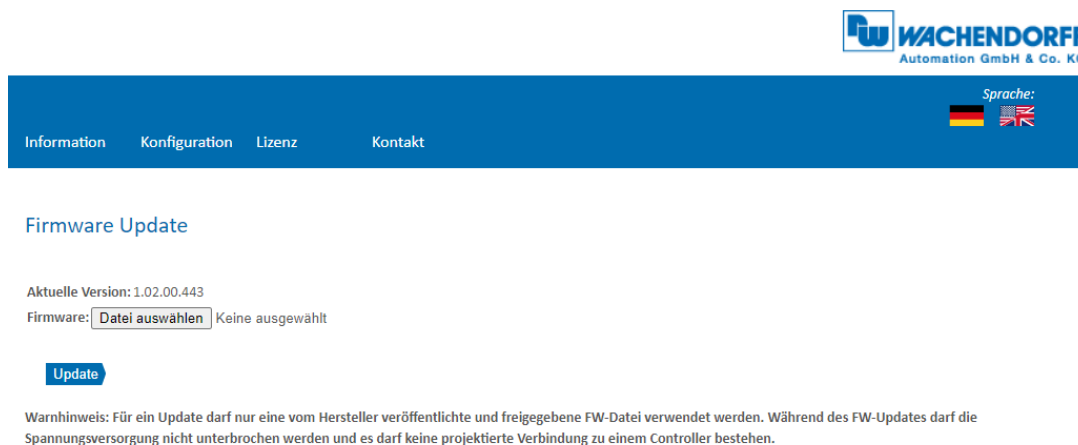 WACHENDORFF
Automation GmbH & Co. KG
Sprache:
Information Konfiguration Lizenz Kontakt
Firmware Update
Aktuelle Version: 1.02.00.443
Firmware: Datei auswählen Keine ausgewählt
Update
Warnhinweis: Für ein Update darf nur eine vom Hersteller veröffentlichte und freigegebene FW-Datei verwendet werden. Während des FW-Updates darf die
Spannungsversorgung nicht unterbrochen werden und es darf keine projektierte Verbindung zu einem Controller bestehen.